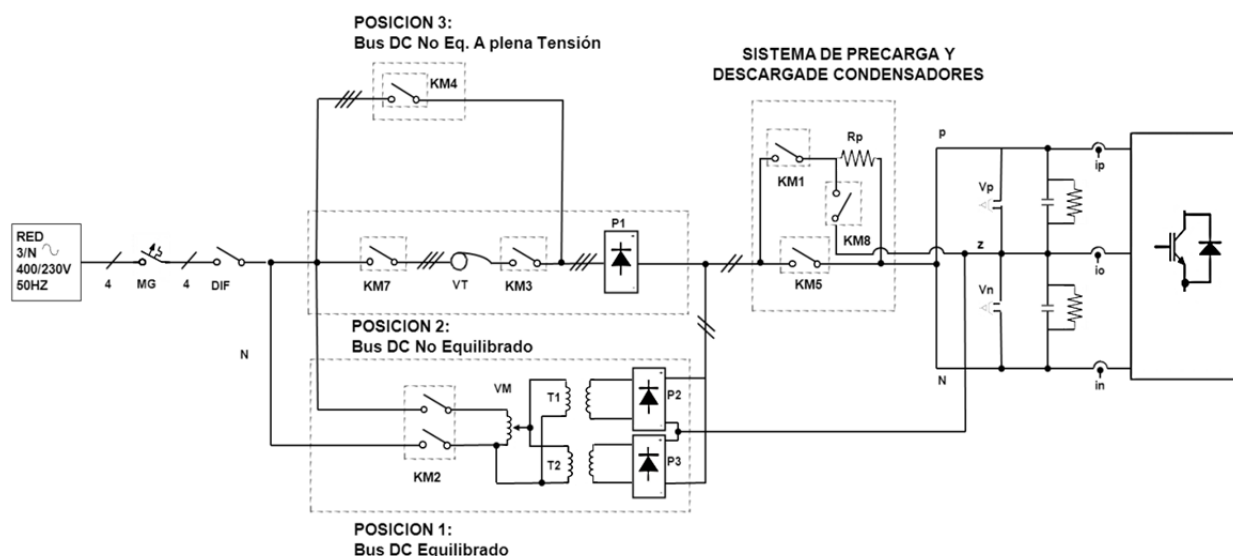 POSICION 3:
Bus DC No Eq. A plena Tensión
SISTEMA DE PRECARGA Y
DESCARGADE CONDENSADORES
KM4
Rp
KM1
KM8
KM5
p
ip
Vp
z
io
Vn
N
in
RED
3/N
400/230V
50HZ
4
MG
4
DIF
N
P1
KM7
VT
KM3
POSICION 2:
Bus DC No Equilibrado
VM
T1
P2
T2
P3
KM2
POSICION 1:
Bus DC Equilibrado